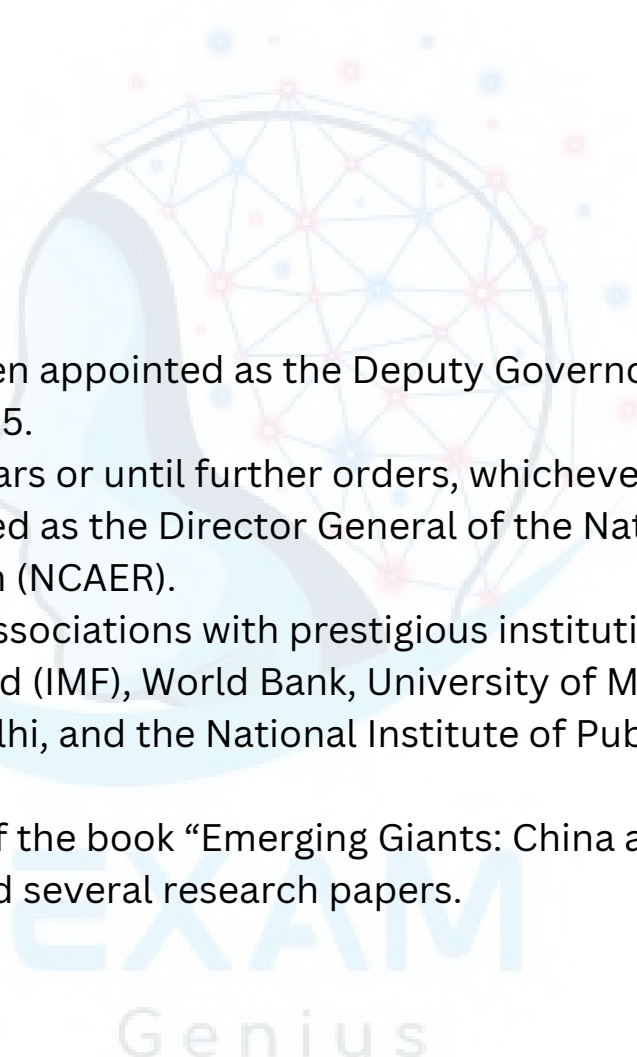 en appointed as the Deputy Governo
5.
ars or until further orders, whicheve
ed as the Director General of the Nat
n (NCAER).
ssociations with prestigious instituti
d (IMF), World Bank, University of M
lhi, and the National Institute of Pub
f the book “Emerging Giants: China a
d several research papers.
EXAM
Genius